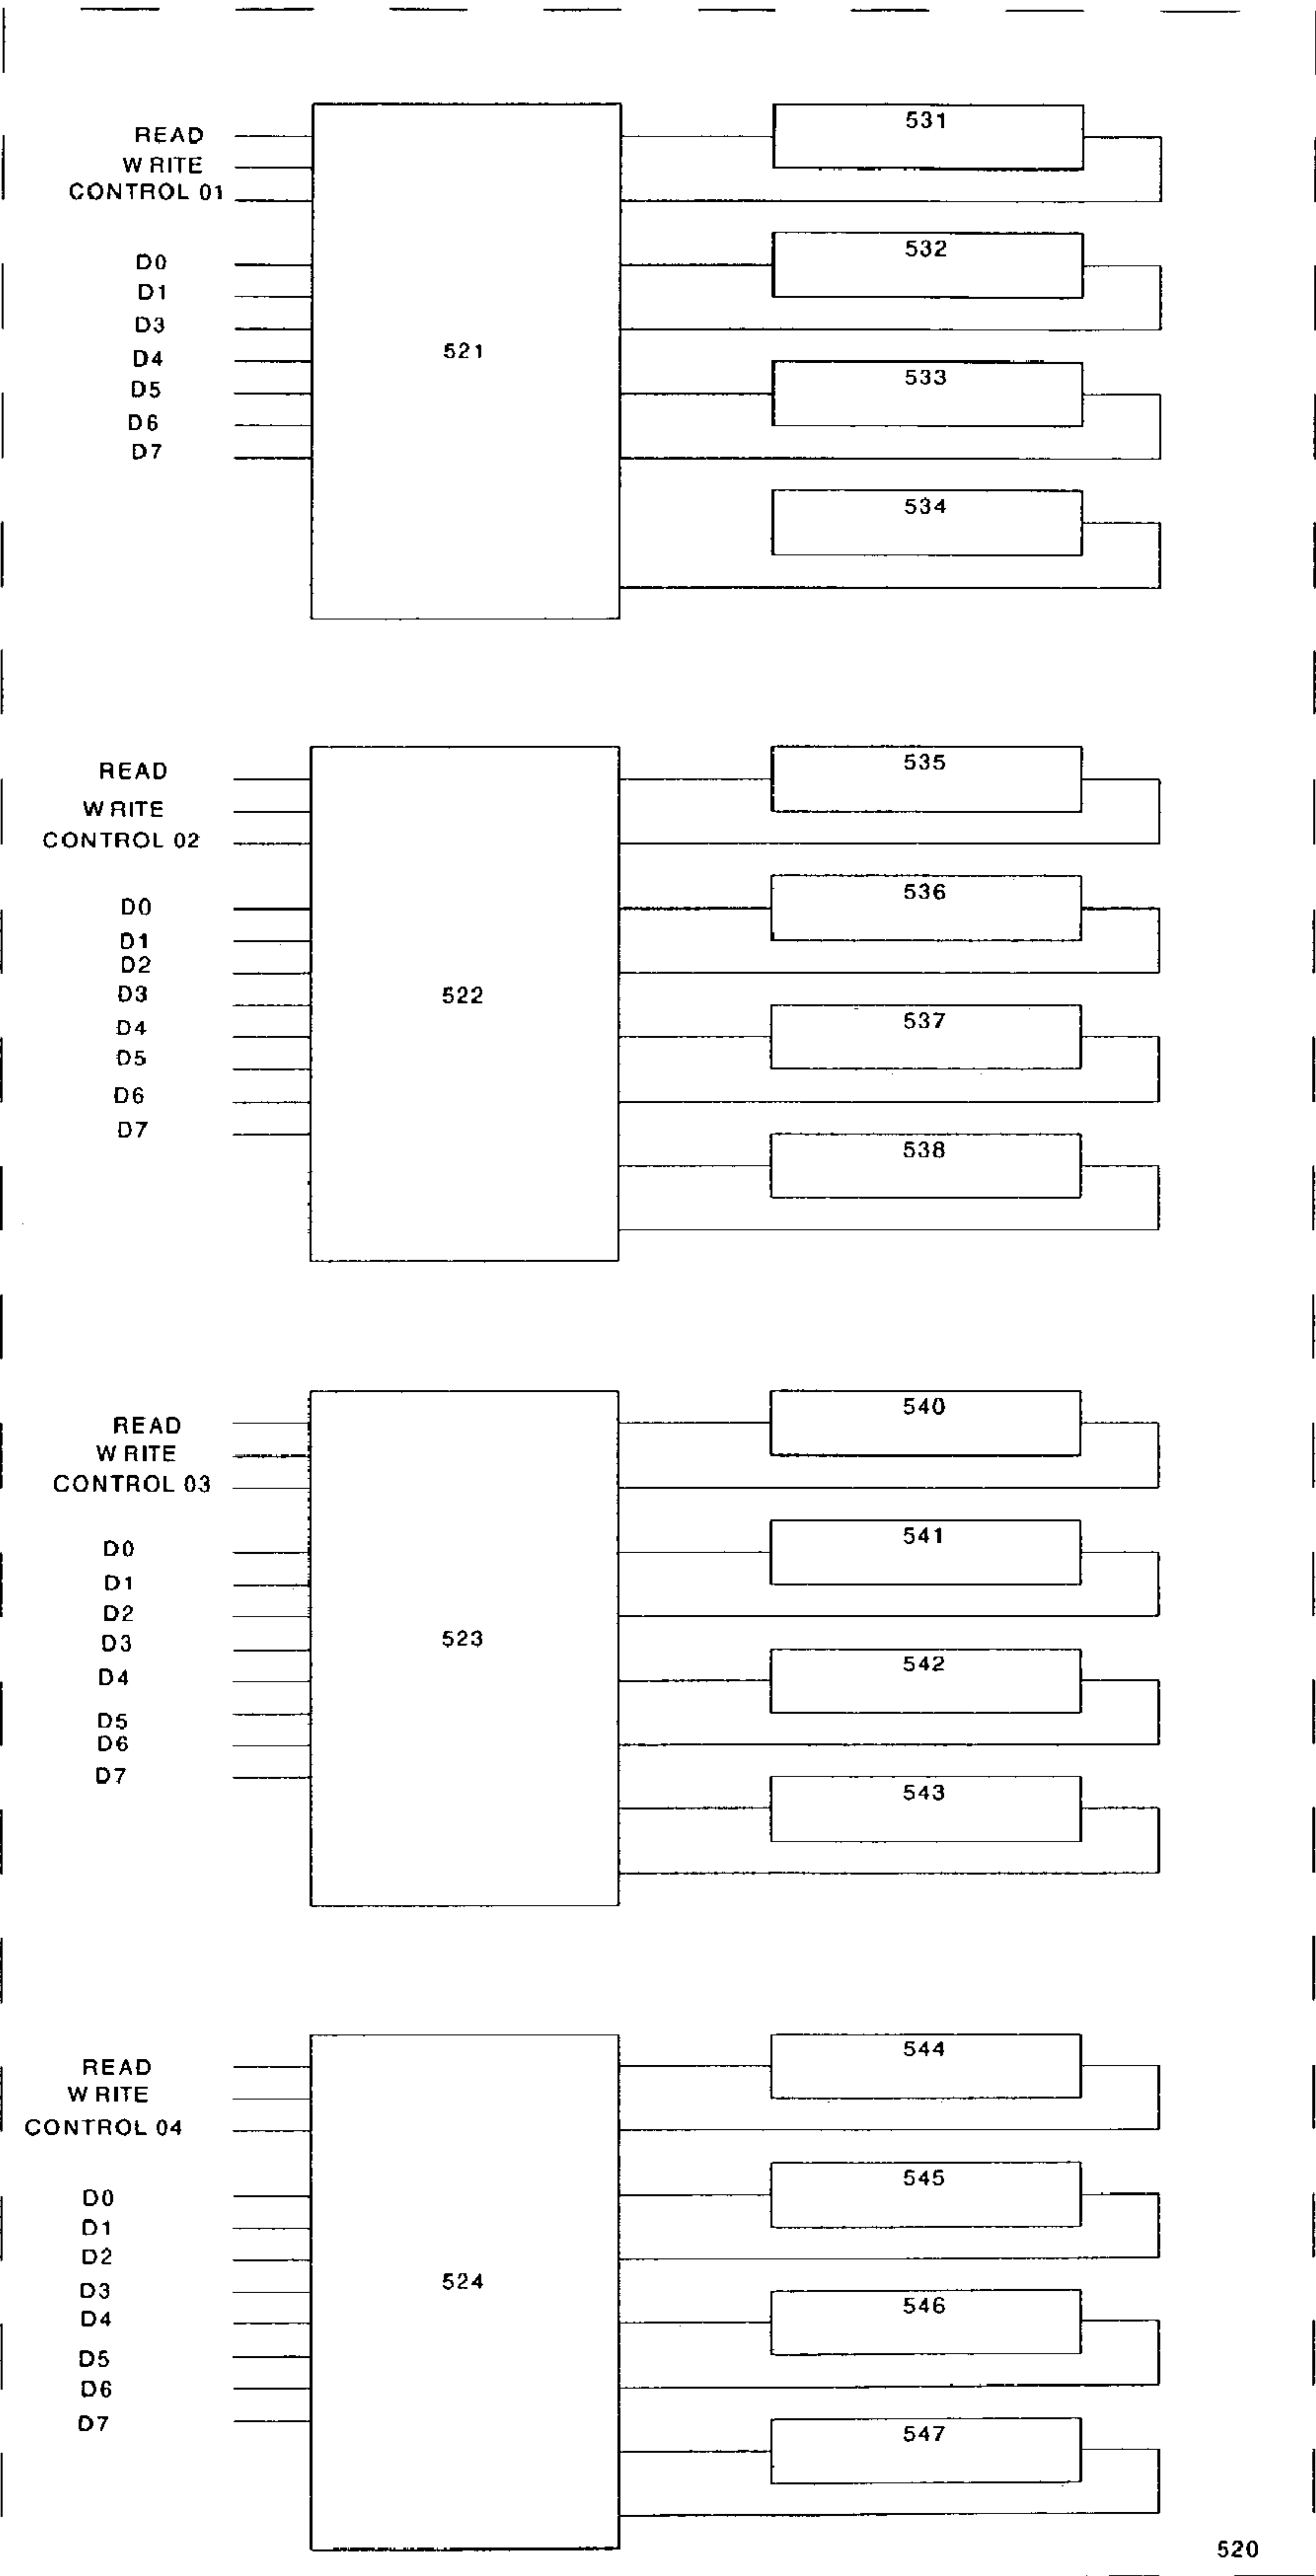 READ
WRITE
CONTROL 01
D0
D1
D3
D4
D5
D6
D7
521
531
532
533
534
READ
WRITE
CONTROL 02
D0
D1
D2
D3
D4
D5
D6
D7
522
535
536
537
538
READ
WRITE
CONTROL 03
D0
D1
D2
D3
D4
D5
D6
D7
523
540
541
542
543
READ
WRITE
CONTROL 04
D0
D1
D2
D3
D4
D5
D6
D7
524
544
545
546
547
520